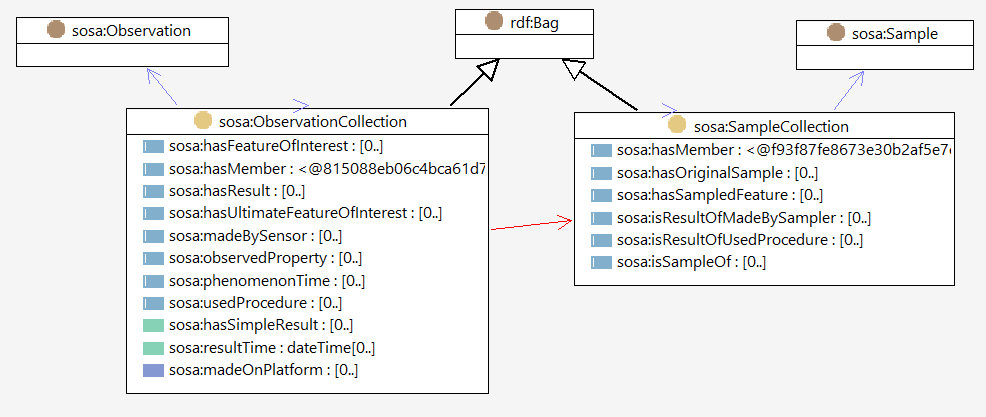 sosa:Observation
rdf:Bag
sosa:Sample
sosa:ObservationCollection
sosa:hasFeatureOfInterest : [0..]
sosa:hasMember : <@815088eb06c4bca61d7
sosa:hasResult : [0..]
sosa:hasUltimateFeatureOfInterest : [0..]
sosa:madeBySensor : [0..]
sosa:observedProperty : [0..]
sosa:phenomenonTime : [0..]
sosa:usedProcedure : [0..]
sosa:hasSimpleResult : [0..]
sosa:resultTime : dateTime[0..]
sosa:madeOnPlatform : [0..]
sosa:SampleCollection
sosa:hasMember : <@f93f87fe8673e30b2af5e7
sosa:hasOriginalSample : [0..]
sosa:hasSampledFeature : [0..]
sosa:isResultOfMadeBySampler : [0..]
sosa:isResultOfUsedProcedure : [0..]
sosa:isSampleOf : [0..]